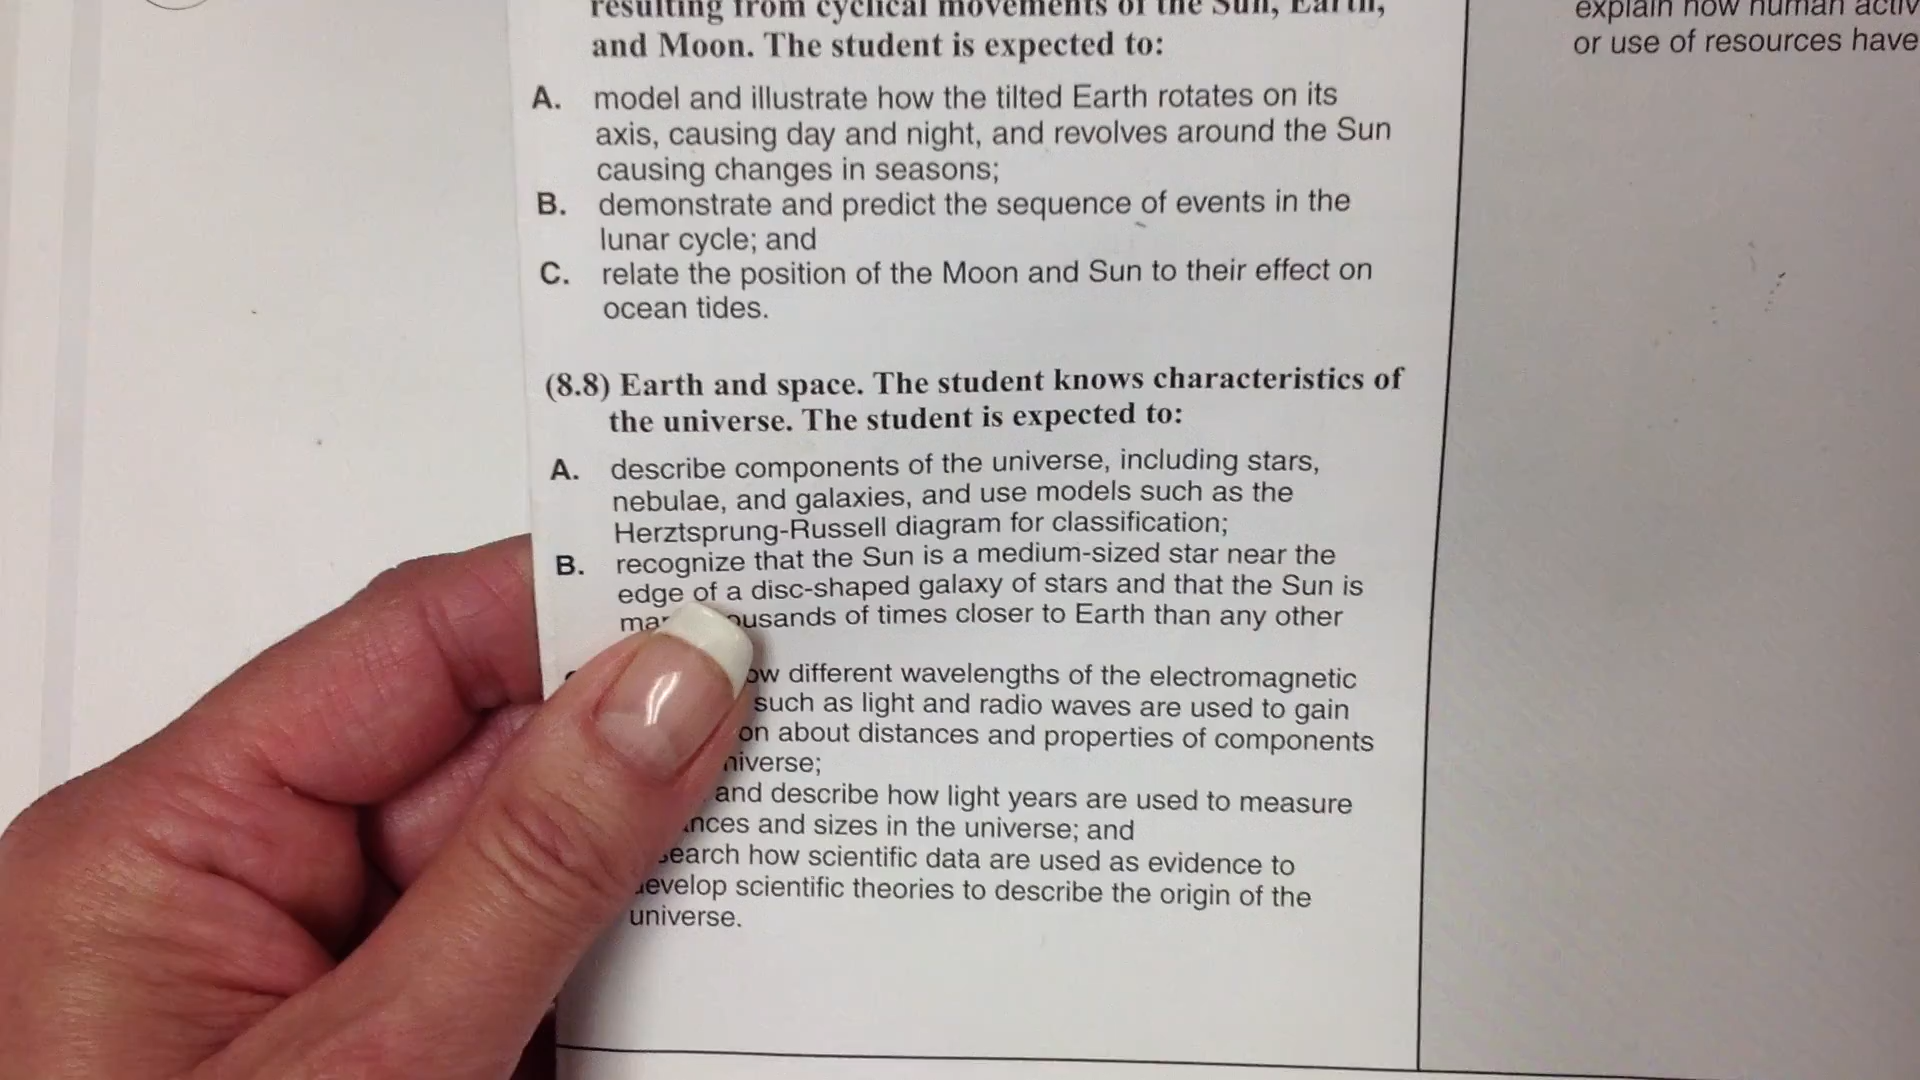 resulting from cyclical movements of the Sun, Earth,
and Moon. The student is expected to:
A. model and illustrate how the tilted Earth rotates on its
axis, causing day and night, and revolves around the Sun
causing changes in seasons;
B. demonstrate and predict the sequence of events in the
lunar cycle; and
C. relate the position of the Moon and Sun to their effect on
ocean tides.
(8.8) Earth and space. The student knows characteristics of
the universe. The student is expected to:
A. describe components of the universe, including stars,
nebulae, and galaxies, and use models such as the
Herztsprung-Russell diagram for classification;
B. recognize that the Sun is a medium-sized star near the
edge of a disc-shaped galaxy of stars and that the Sun is
of times closer to Earth than any other
different wavelengths of the electromagnetic
such as light and radio waves are used to gain
about distances and properties of components
and describe how light years are used to measure
and sizes in the universe; and
how scientific data are used as evidence to
develop scientific theories to describe the origin of the
universe.
explain how human
or use of resources have